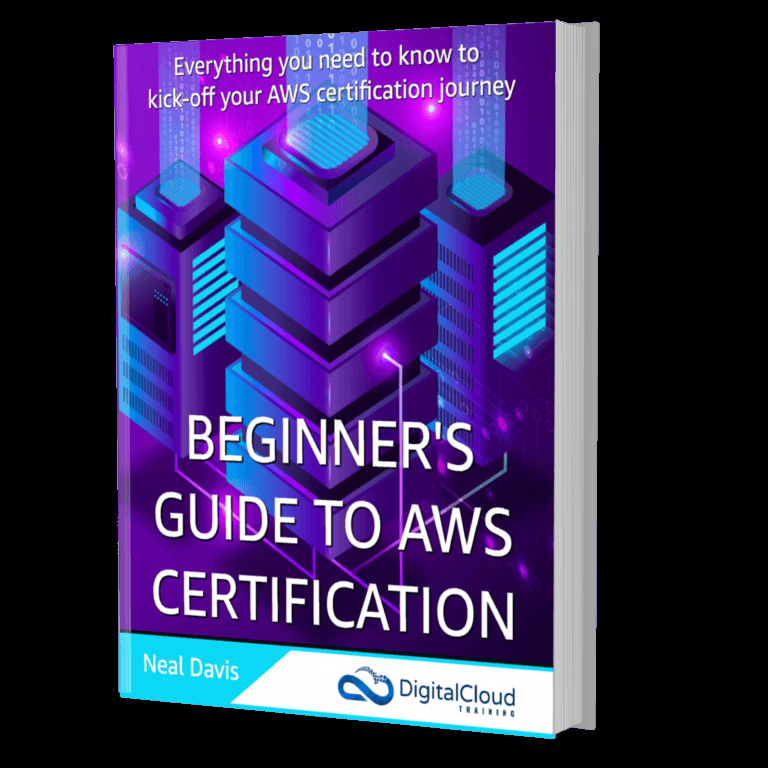 Everything you need to know to
kick-off your AWS certification journey
BEGINNER'S
GUIDE TO AWS
CERTIFICATION
Neal Davis
DigitalCloud
TRAINING